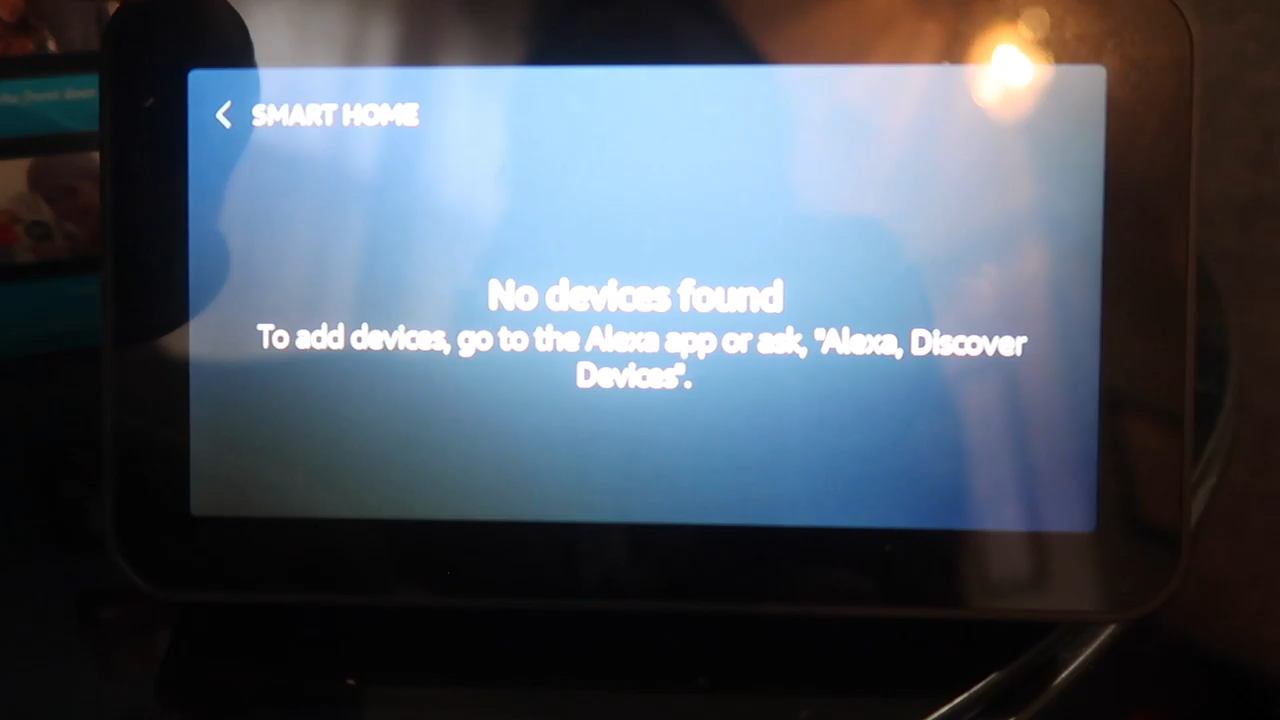 SMART HOME
No devices found
To add devices, go to the Alexa app or ask, "Alexa, Discover
Devices".